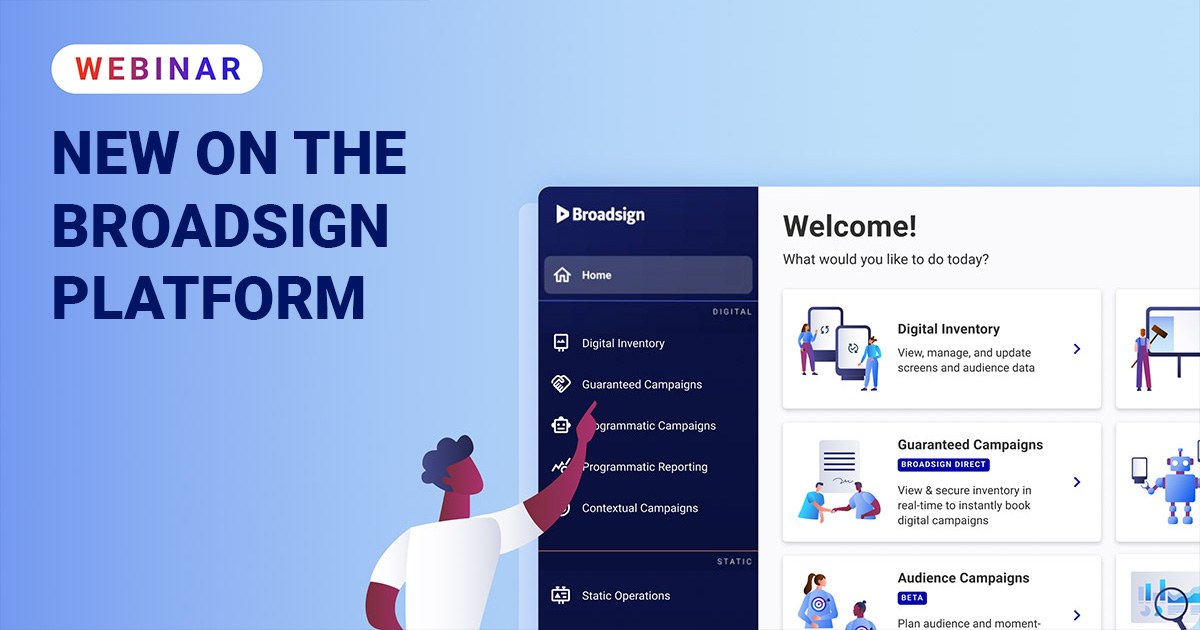 WEBINAR
NEW ON THE
BROADSIGN
PLATFORM
Broadsign
Home
DIGITAL
Digital Inventory
Guaranteed Campaigns
Campaigns
Programmatic Reporting
Contextual Campaigns
STATIC
Static Operations
Welcome!
What would you like to do today?
Digital Inventory
View, manage, and update
screens and audience data
Guaranteed Campaigns
BROADSIGN DIRECT
View & secure inventory in
real-time to instantly book
digital campaigns
Audience Campaigns
BETA
Plan audience and moment-